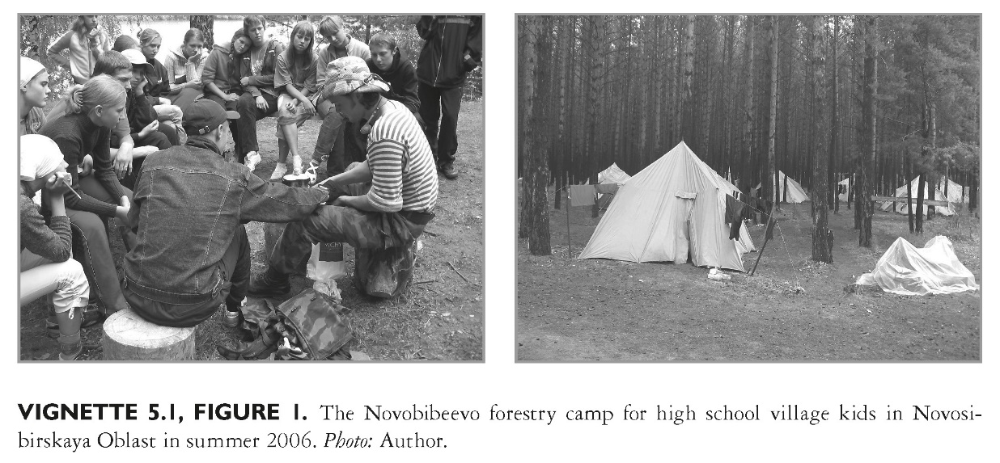 VIGNETTE 5.1, FIGURE 1. The Novobibeevo forestry camp for high school village kids in Novosi-
birskaya Oblast in summer 2006. Photo: Author.